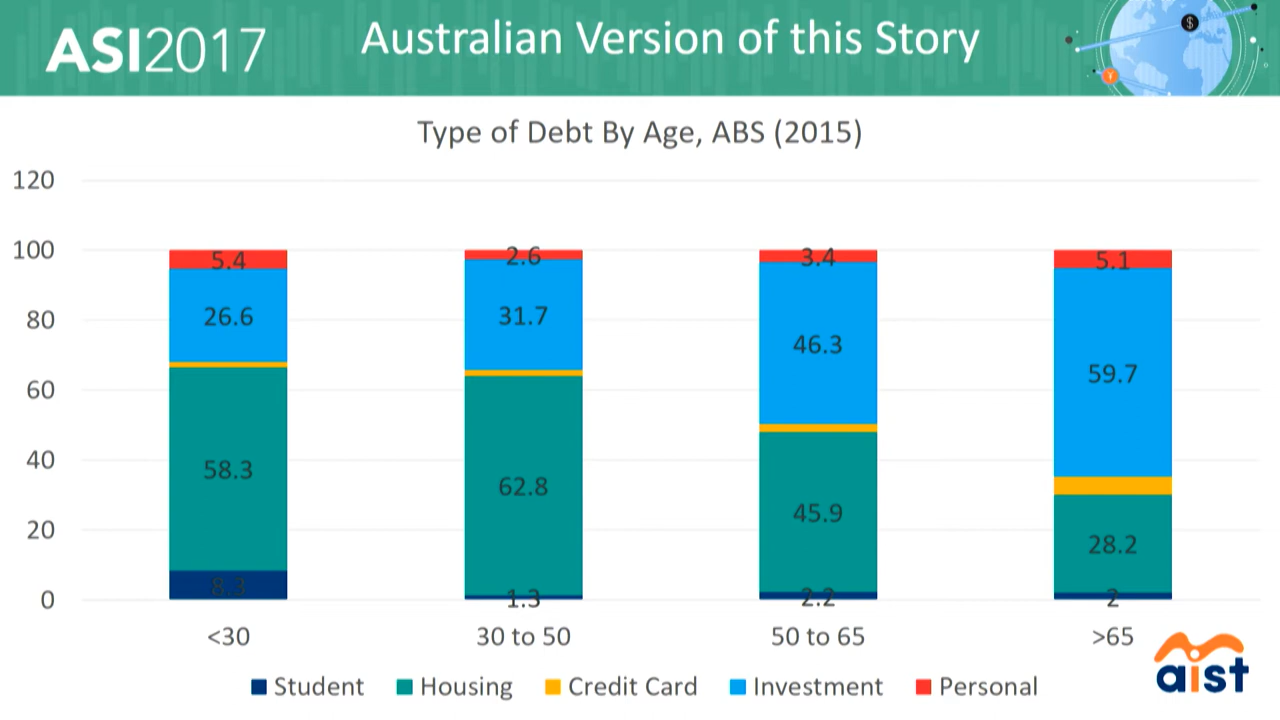 ASI2017
Australian Version of this Story
$
Type of Debt By Age, ABS (2015)
120
100
80
60
40
20
0
5.4
2.6
3.4
5.1
26.6
31.7
46.3
59.7
58.3
62.8
45.9
28.2
8.3
1.3
2.2
2
<30
30 to 50
50 to 65
>65
Student
Housing
Credit Card
Investment
Personal
aist